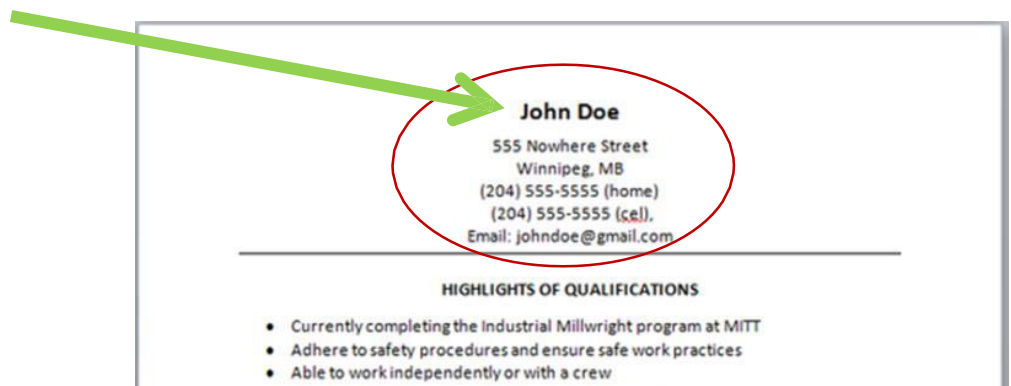 John Doe
555 Nowhere Street
Winnipeg, MB
(204) 555-5555 (home)
(204) 555-5555 (cel),
Email: johndoe@gmail.com
HIGHLIGHTS OF QUALIFICATIONS
• Currently completing the Industrial Millwright program at MITT
• Adhere to safety procedures and ensure safe work practices
• Able to work independently or with a crew